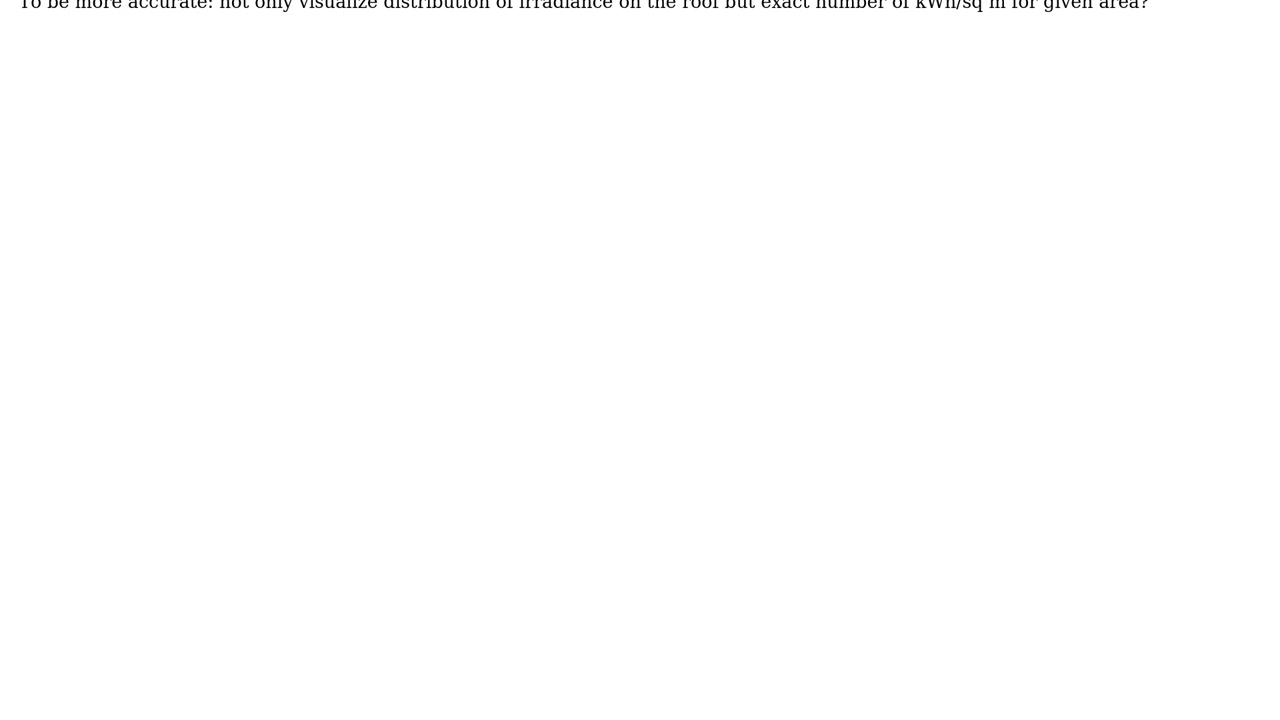 To be more accurate: not only visualize distribution of irradiance on the roof but exact number of kWh/sq m for given area?